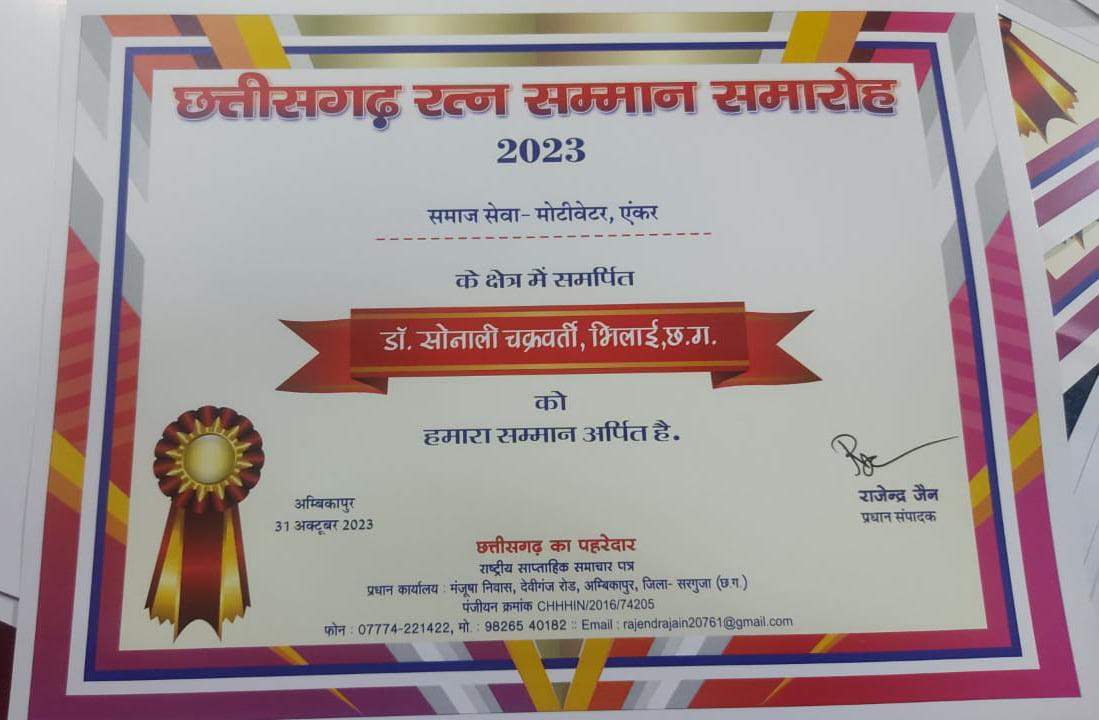 छत्तीसगढ़ रत्न सम्मान समारोह
2023
समाज सेवा- मोटीवेटर, एंकर
के क्षेत्र में समर्पित
डॉ. सोनाली चक्रवर्ती, भिलाई,छ.ग.
को
हमारा सम्मान अर्पित है.
अम्बिकापुर
31 अक्टूबर 2023
राजेन्द्र जैन
प्रधान संपादक
छत्तीसगढ़ का पहरेदार
राष्ट्रीय साप्ताहिक समाचार पत्र
प्रधान कार्यालय : मंजूषा निवास, देवीगंज रोड, अम्बिकापुर, जिला- सरगुजा (छ.ग.)
पंजीयन क्रमांक CHHHIN/2016/74205
फोन : 07774-221422, मो. : 98265 40182 :: Email : rajendrajain20761@gmail.com